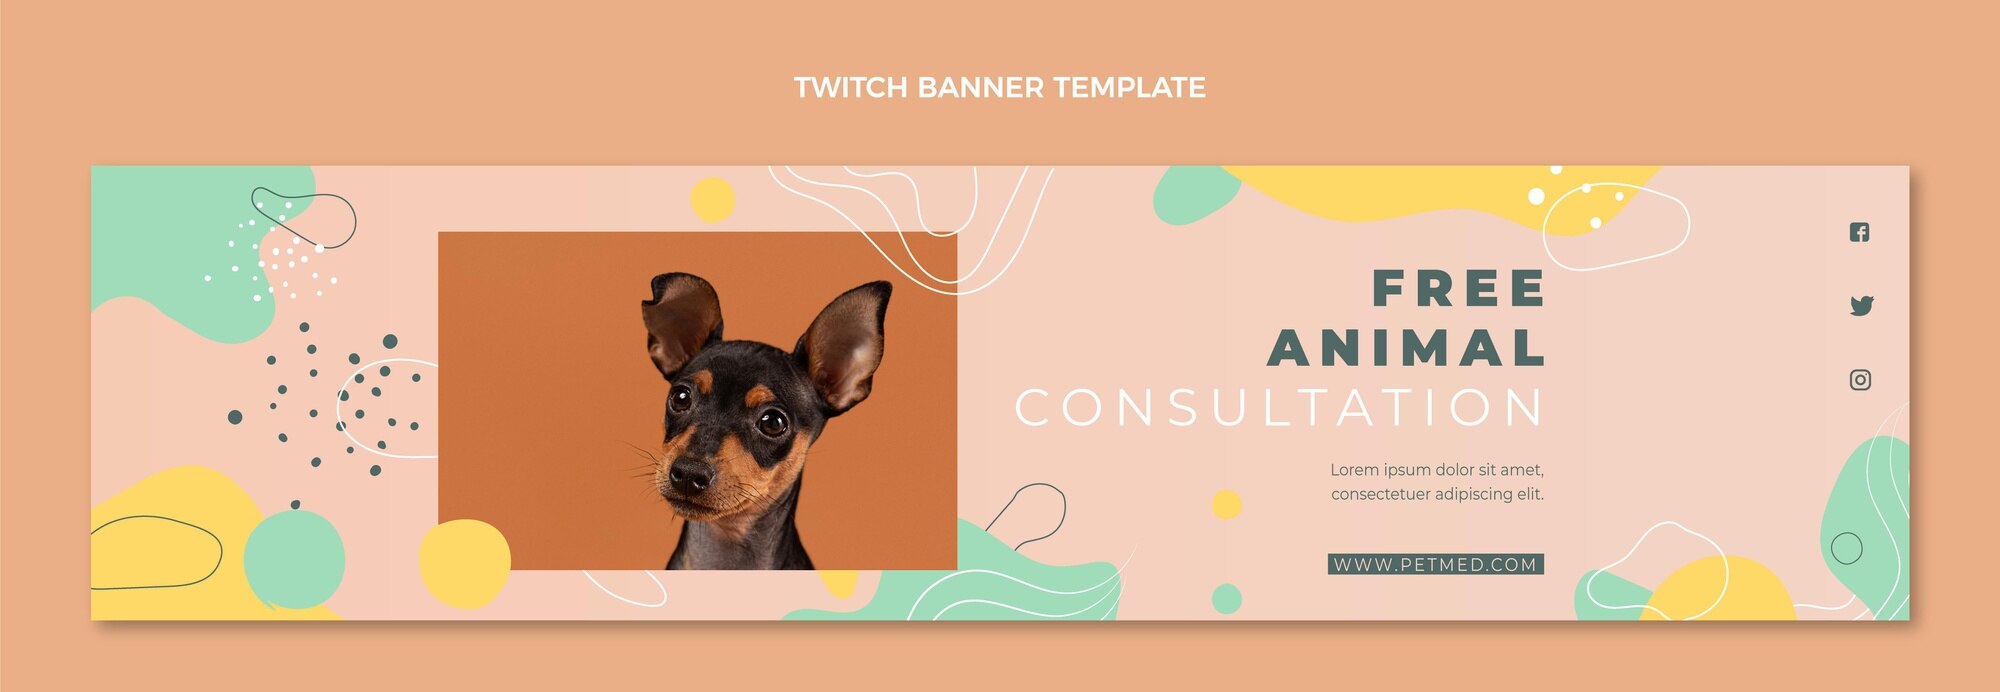 TWITCH BANNER TEMPLATE
FREE
ANIMAL
CONSULTATION
Lorem ipsum dolor sit amet,
consectetuer adipiscing elit.
WWW.PETMED.COM